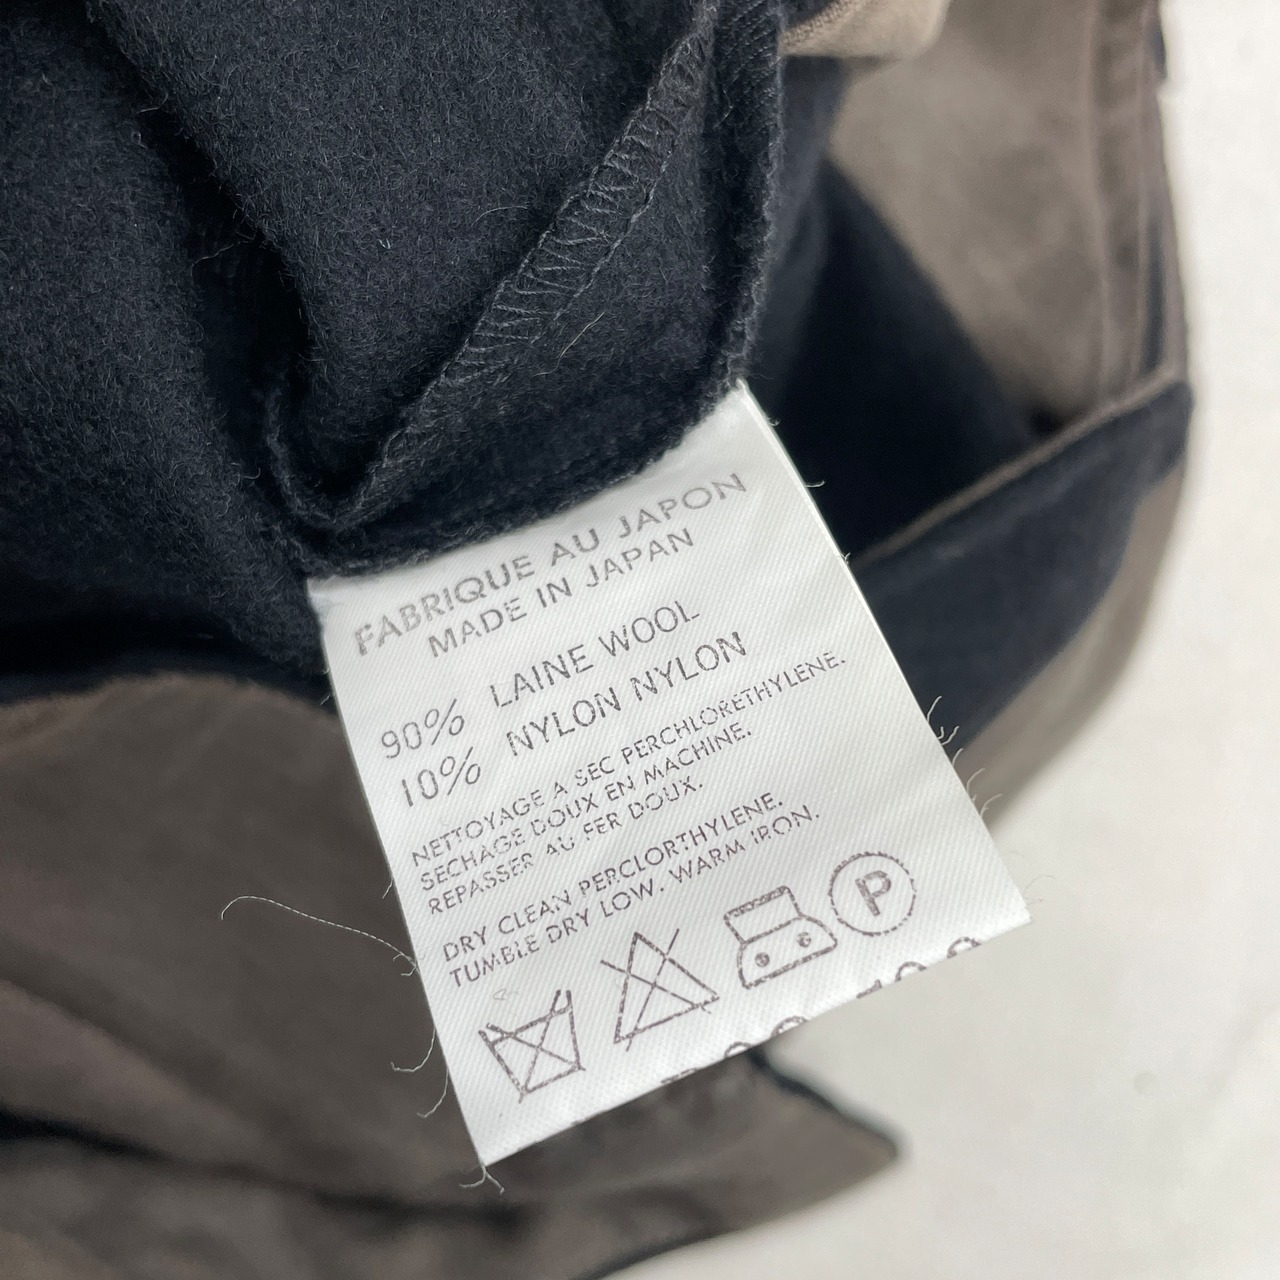 FABRIQUE AU JAPON
MADE IN JAPAN
90% LAINE WOOL
10% NYLON NYLON
NETTOYAGE A SEC PERCHLORETHYLENE.
SECHAGE DOUX EN MACHINE.
REPASSER AU FER DOUX.
DRY CLEAN PERCLORTHYLENE.
TUMBLE DRY LOW. WARM IRON.
P